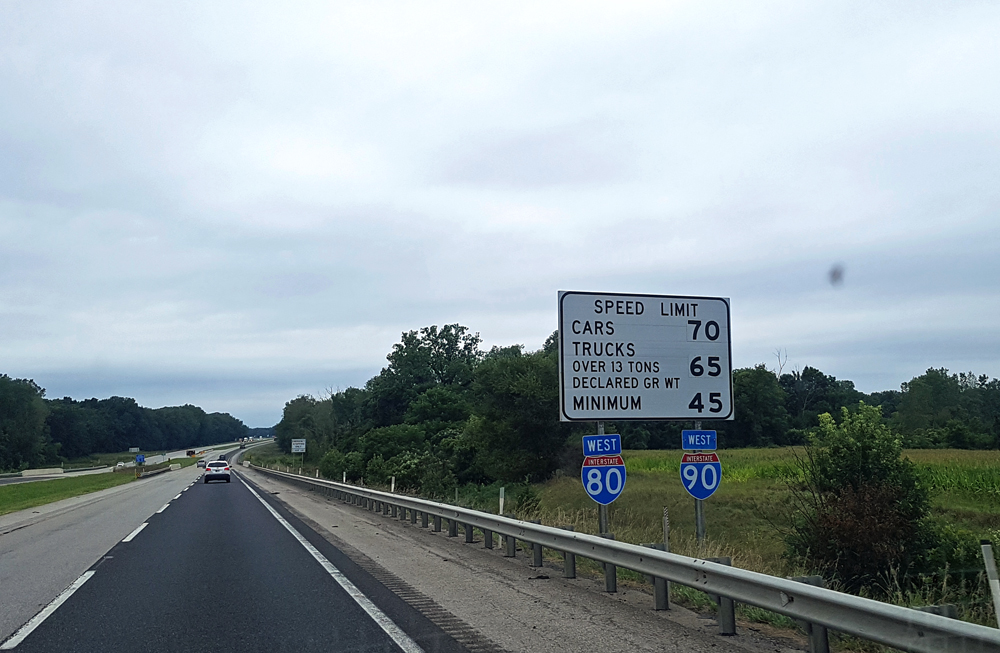 SPEED LIMIT
CARS 70
TRUCKS
OVER 13 TONS 65
DECLARED GR WT
MINIMUM 45
WEST WEST
INTERSTATE INTERSTATE
80 90